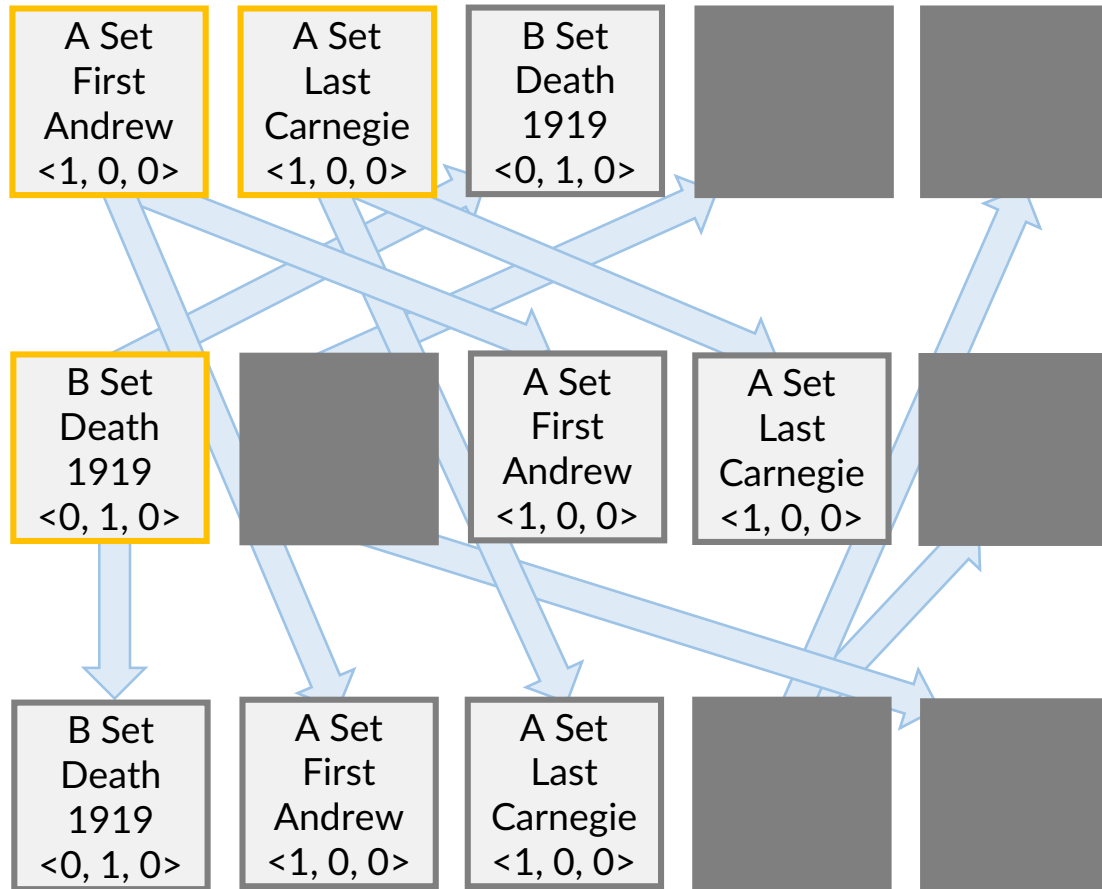 A Set
First
Andrew
<1, 0, 0>
A Set
Last
Carnegie
<1, 0, 0>
B Set
Death
1919
<0, 1, 0>
B Set
Death
1919
<0, 1, 0>
A Set
First
Andrew
<1, 0, 0>
A Set
Last
Carnegie
<1, 0, 0>
B Set
Death
1919
<0, 1, 0>
A Set
First
Andrew
<1, 0, 0>
A Set
Last
Carnegie
<1, 0, 0>